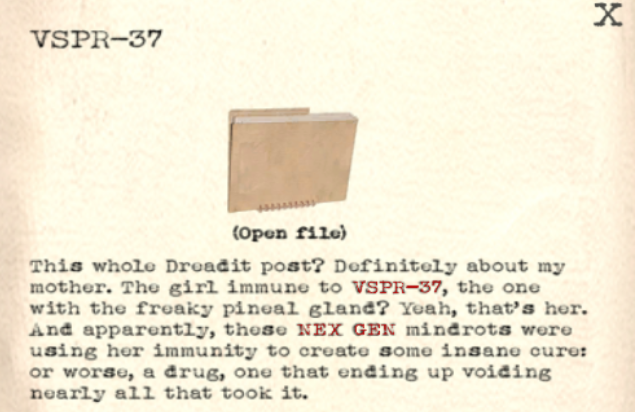 X
VSPR-37
(Open file)
This whole Dreadit post? Definitely about my
mother. The girl immune to VSPR-37, the one
with the freaky pineal gland? Yeah, that's her.
And apparently, these NEX GEN mindrots were
using her immunity to create some insane cure:
or worse, a drug, one that ending up voiding
nearly all that took it.